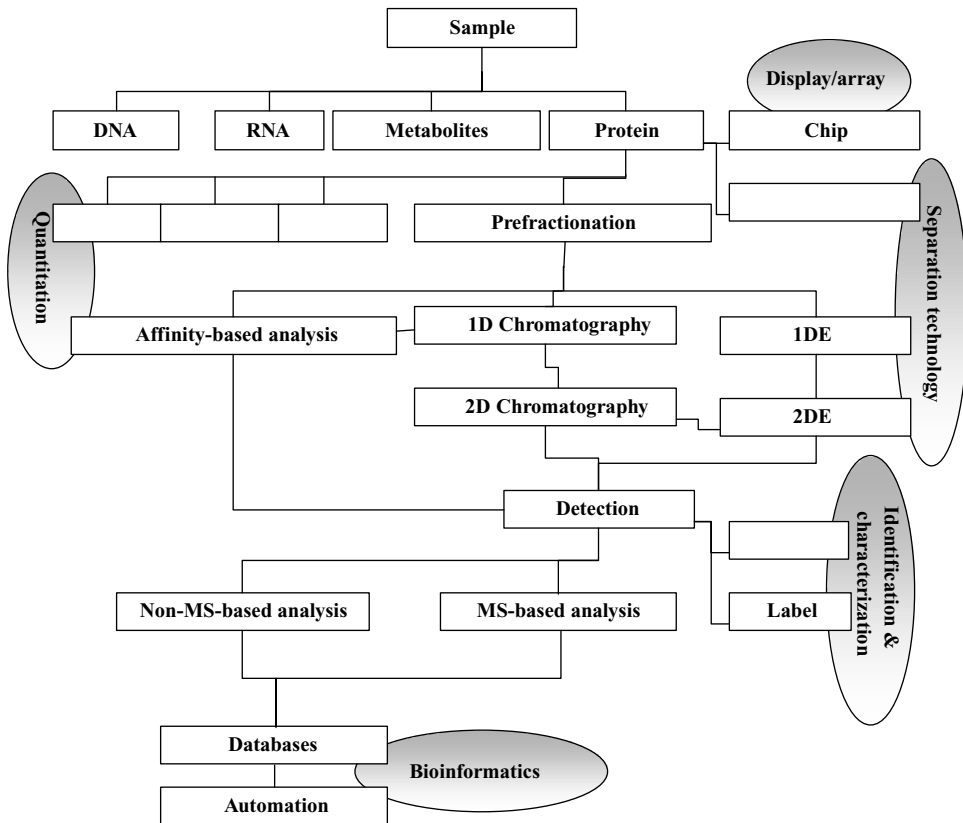 Sample
Display/array
DNA
RNA
Metabolites
Protein
Chip
Quantitation
Prefractionation
Separation technology
Affinity-based analysis
1D Chromatography
1DE
2D Chromatography
2DE
Detection
Identification &
characterization
Non-MS-based analysis
MS-based analysis
Label
Databases
Bioinformatics
Automation